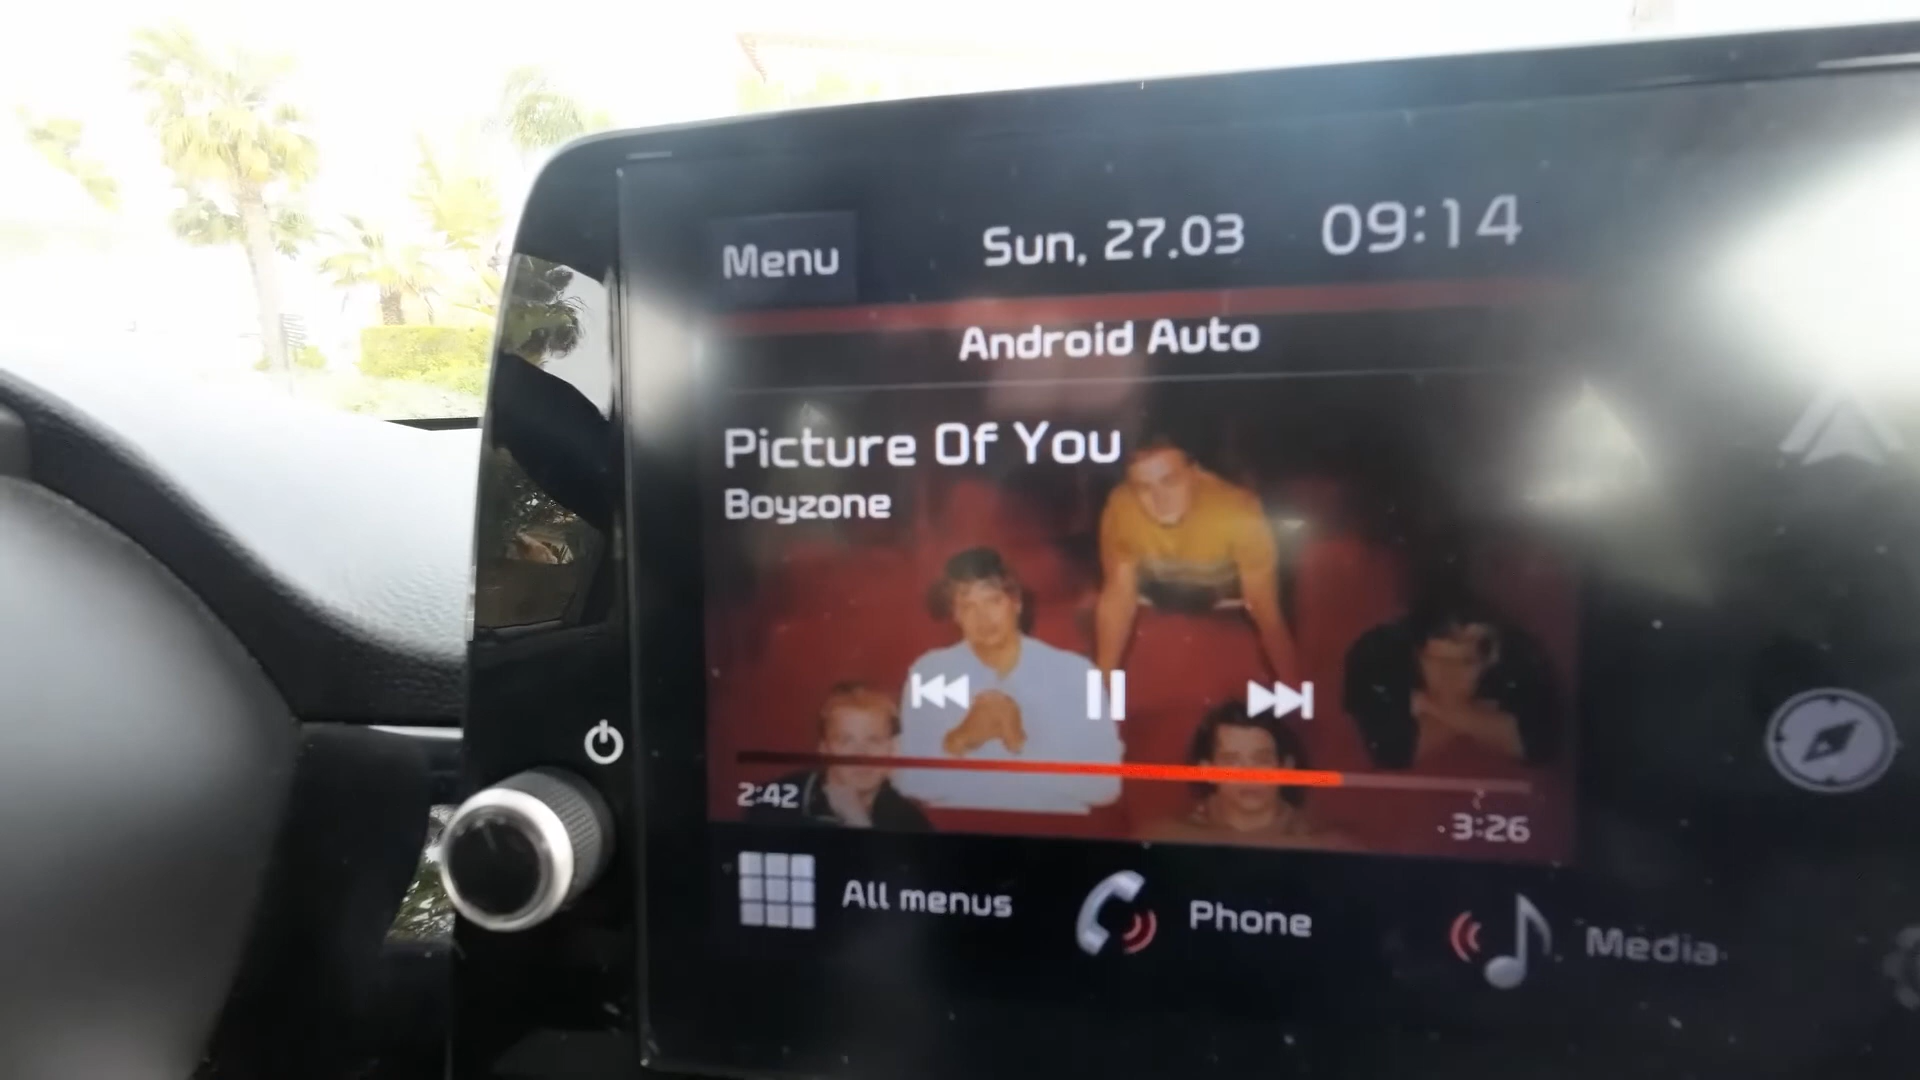 Menu
Sun, 27.03
09:14
Android Auto
Picture Of You
Boyzone
2:42
3:26
All menus
Phone
Media